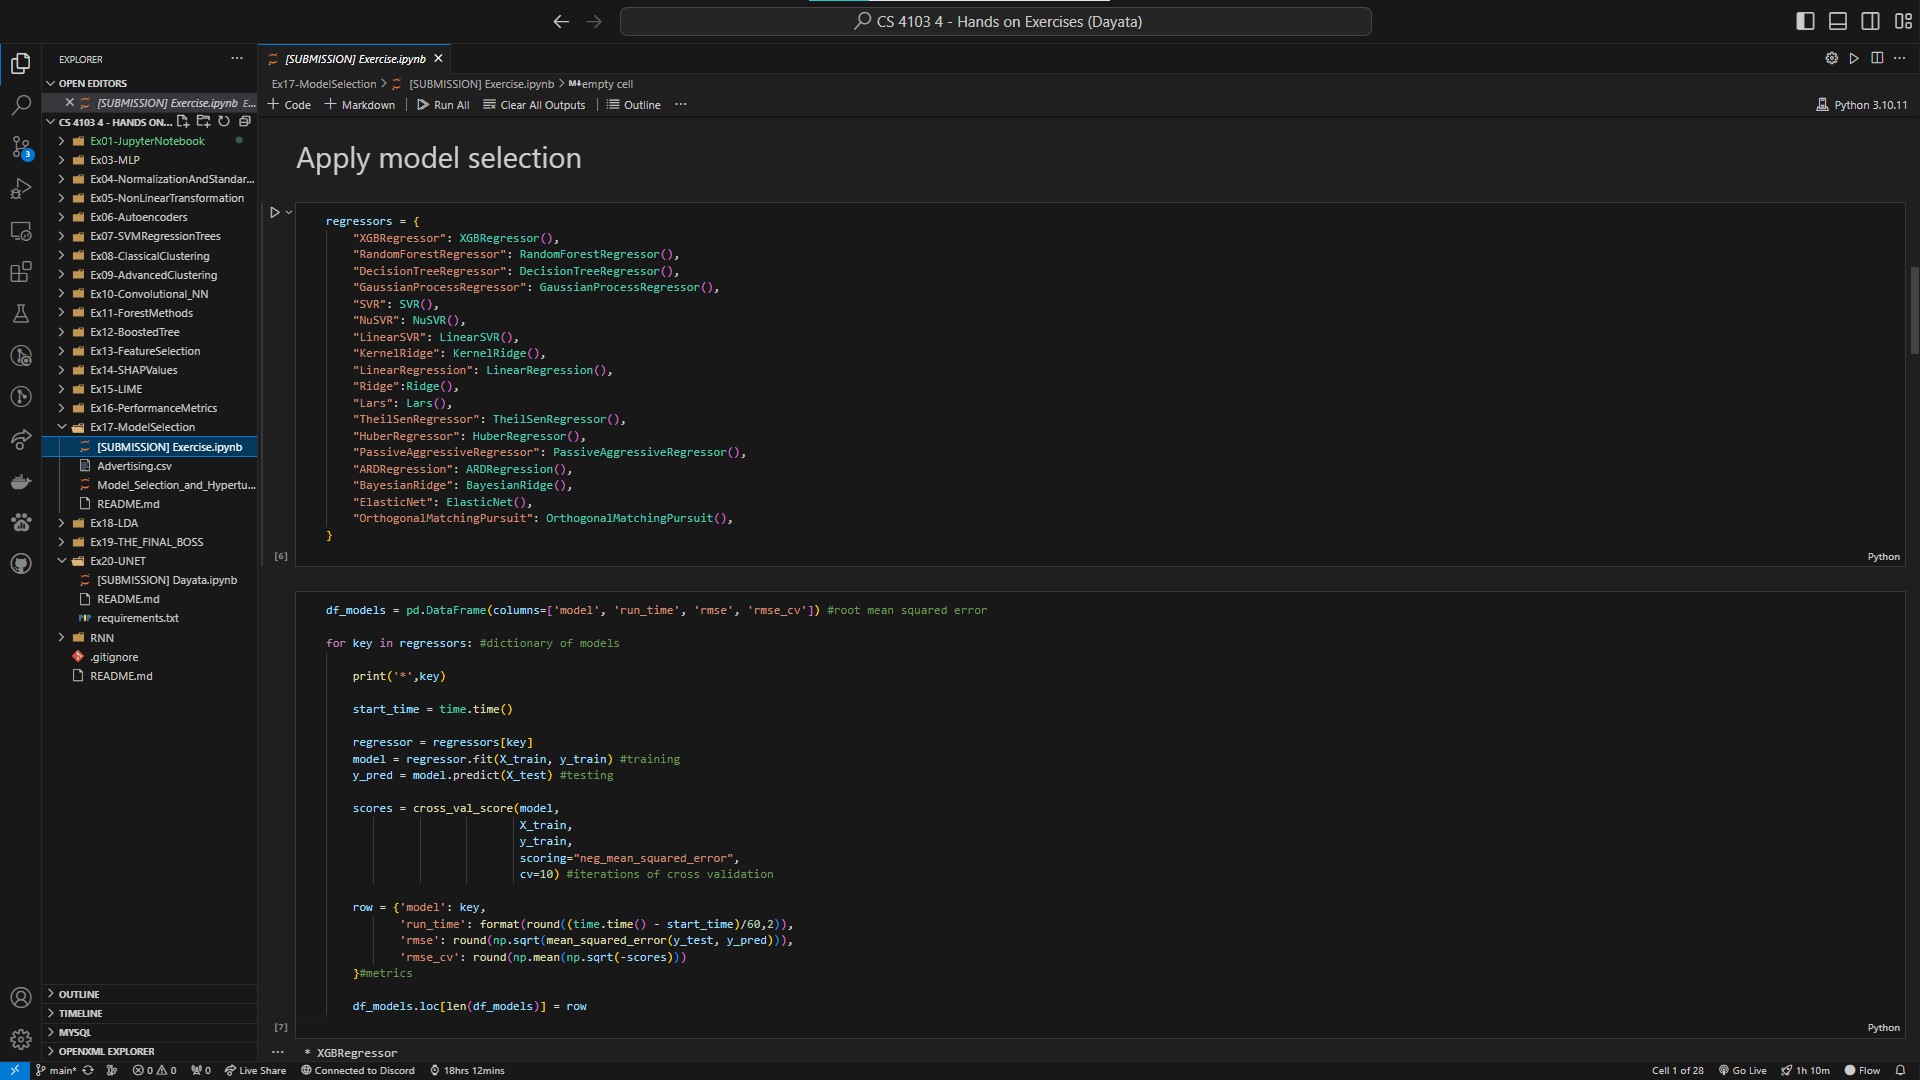 CS 4103 4 - Hands on Exercises (Dayata)
EXPLORER
OPEN EDITORS
[SUBMISSION] Exercise.ipynb E...
CS 4103 4 - HANDS ON...
Ex01-JupyterNotebook
Ex03-MLP
Ex04-NormalizationAndStandar...
Ex05-NonLinearTransformation
Ex06-Autoencoders
Ex07-SVMRegressionTrees
Ex08-ClassicalClustering
Ex09-AdvancedClustering
Ex10-Convolutional_NN
Ex11-ForestMethods
Ex12-BoostedTree
Ex13-FeatureSelection
Ex14-SHAPValues
Ex15-LIME
Ex16-PerformanceMetrics
Ex17-ModelSelection
[SUBMISSION] Exercise.ipynb
Advertising.csv
Model_Selection_and_Hypertu...
README.md
Ex18-LDA
Ex19-THE_FINAL_BOSS
Ex20-UNET
[SUBMISSION] Dayata.ipynb
README.md
requirements.txt
RNN
.gitignore
README.md
OUTLINE
TIMELINE
MYSQL
OPENXML EXPLORER
3
[SUBMISSION] Exercise.ipynb
Ex17-ModelSelection > [SUBMISSION] Exercise.ipynb > M↓empty cell
+ Code + Markdown Run All Clear All Outputs Outline ...
Python 3.10.11
Apply model selection
regressors = {
"XGBRegressor": XGBRegressor(),
"RandomForestRegressor": RandomForestRegressor(),
"DecisionTreeRegressor": DecisionTreeRegressor(),
"GaussianProcessRegressor": GaussianProcessRegressor(),
"SVR": SVR(),
"NuSVR": NuSVR(),
"LinearSVR": LinearSVR(),
"KernelRidge": KernelRidge(),
"LinearRegression": LinearRegression(),
"Ridge":Ridge(),
"Lars": Lars(),
"TheilSenRegressor": TheilSenRegressor(),
"HuberRegressor": HuberRegressor(),
"PassiveAggressiveRegressor": PassiveAggressiveRegressor(),
"ARDRegression": ARDRegression(),
"BayesianRidge": BayesianRidge(),
"ElasticNet": ElasticNet(),
"OrthogonalMatchingPursuit": OrthogonalMatchingPursuit(),
}
[6]
Python
df_models = pd.DataFrame(columns=['model', 'run_time', 'rmse', 'rmse_cv']) #root mean squared error
for key in regressors: #dictionary of models
print('*',key)
start_time = time.time()
regressor = regressors[key]
model = regressor.fit(X_train, y_train) #training
y_pred = model.predict(X_test) #testing
scores = cross_val_score(model,
X_train,
y_train,
scoring="neg_mean_squared_error",
cv=10) #iterations of cross validation
row = {'model': key,
'run_time': format(round((time.time() - start_time)/60,2)),
'rmse': round(np.sqrt(mean_squared_error(y_test, y_pred))),
'rmse_cv': round(np.mean(np.sqrt(-scores)))
}#metrics
df_models.loc[len(df_models)] = row
[7]
Python
... * XGBRegressor
main* 0 0 0 Live Share Connected to Discord 18hrs 12mins
Cell 1 of 28 Go Live 1h 10m Flow